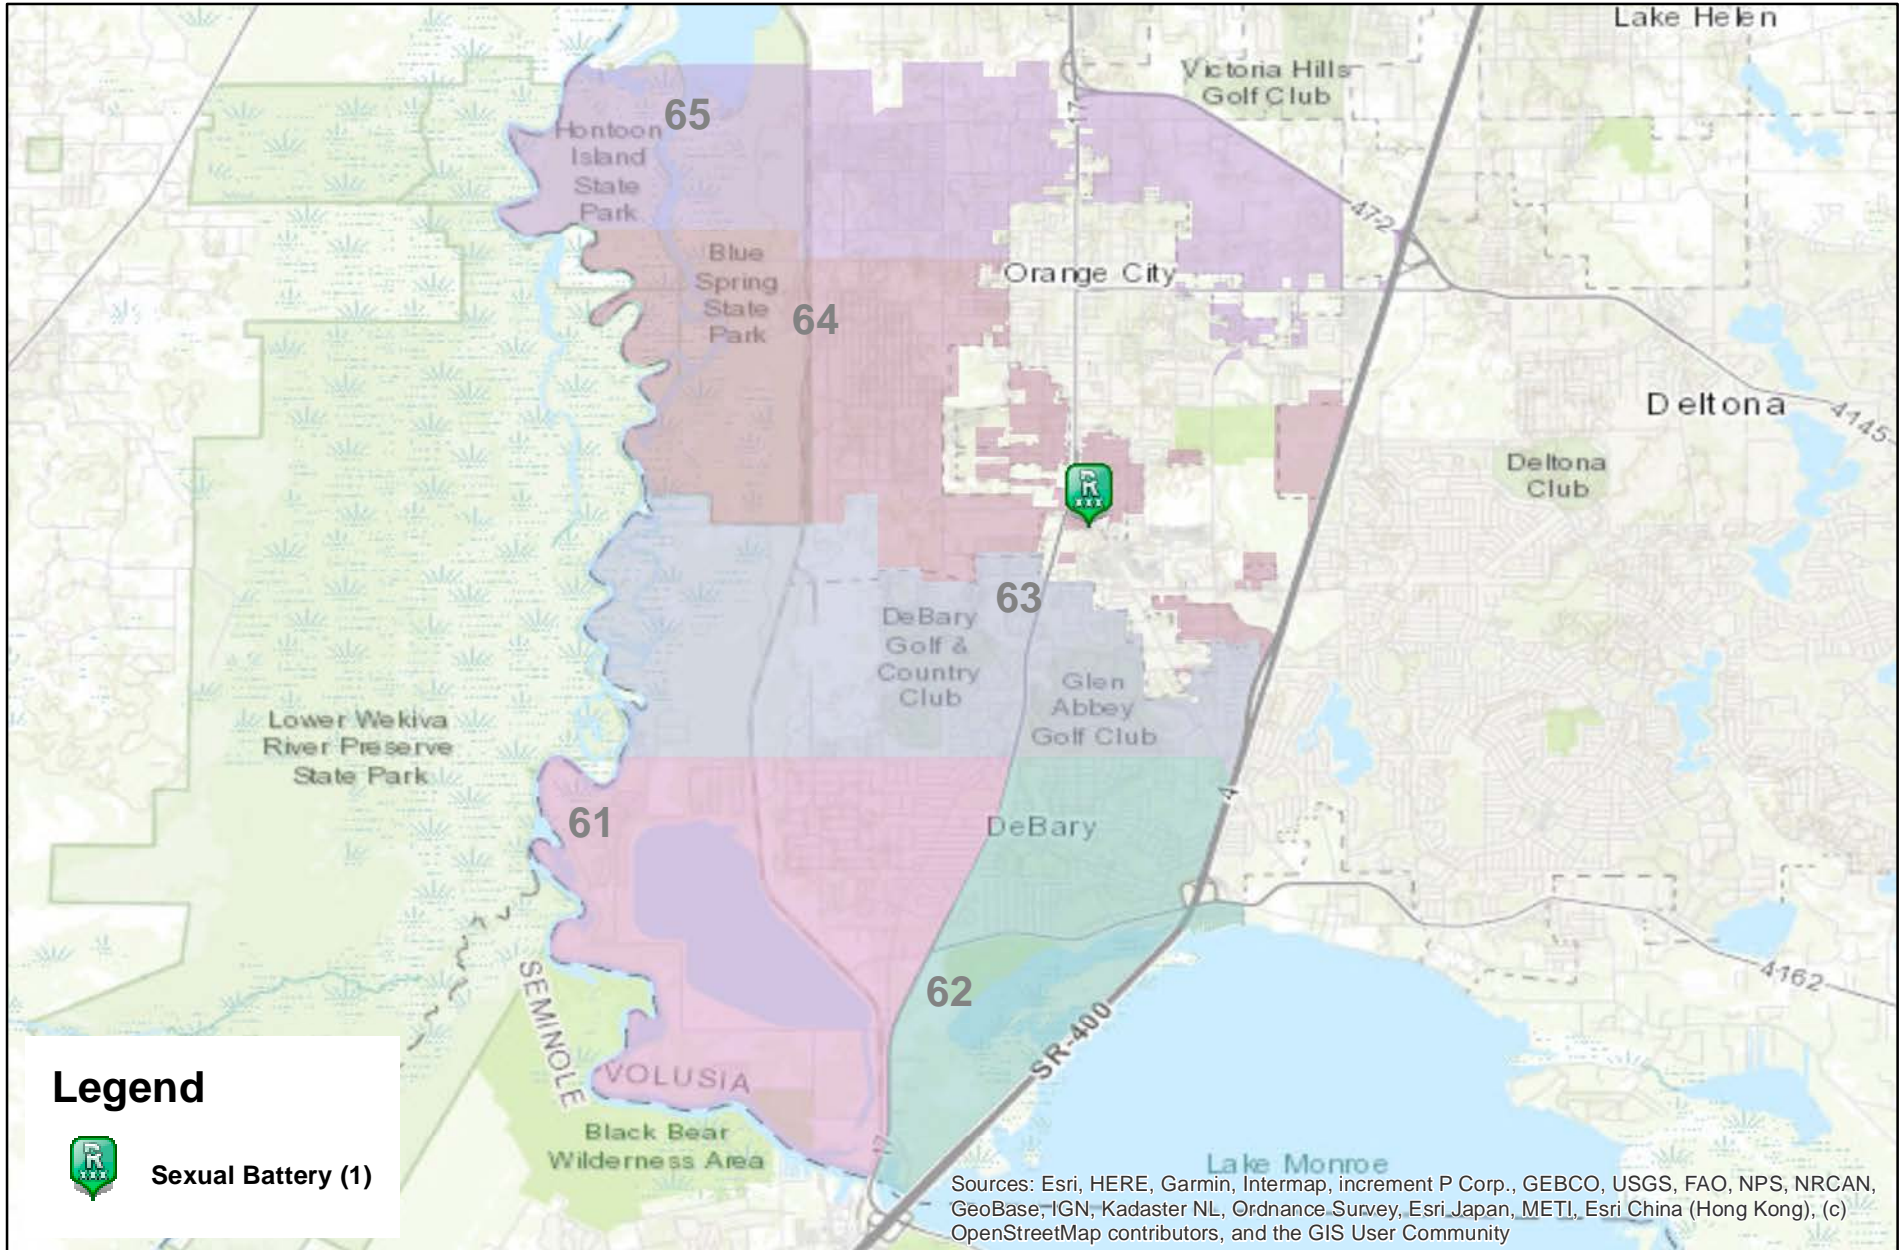 Lake Helen
Victoria Hills
Golf Club
17
65
Hontoon
Island
State
Park
472
Blue
Spring
State
Park
64
Orange City
Deltona
4145
Deltona
Club
R
63
DeBary
Golf &
Country
Club
Glen
Abbey
Golf Club
Lower Wekiva
River Preserve
State Park
61
4
DeBary
62
4162
SEMINOLE
SR-400
VOLUSIA
17
Black Bear
Wilderness Area
Lake Monroe
Legend
R
Sexual Battery (1)
Sources: Esri, HERE, Garmin, Intermap, increment P Corp., GEBCO, USGS, FAO, NPS, NRCAN,
GeoBase, IGN, Kadaster NL, Ordnance Survey, Esri Japan, METI, Esri China (Hong Kong), (c)
OpenStreetMap contributors, and the GIS User Community